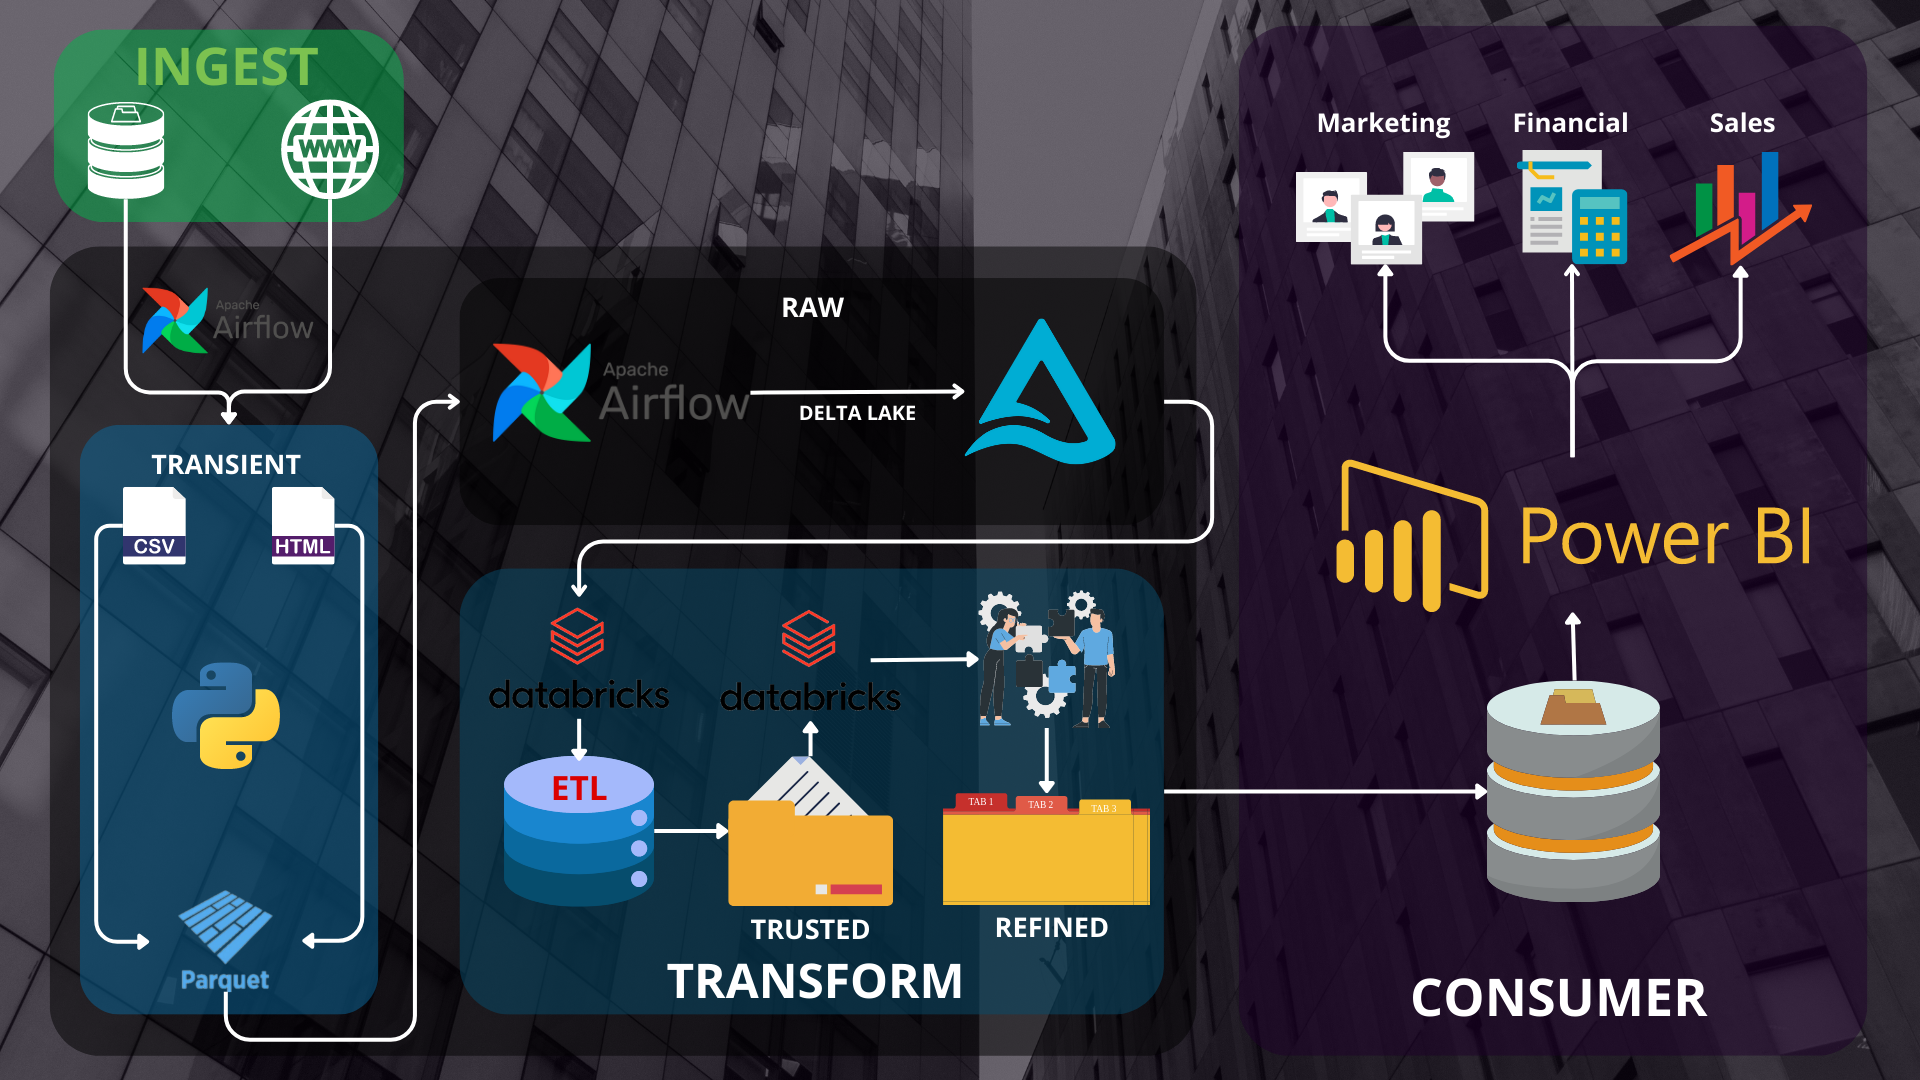 INGEST
WWW
Apache
Airflow
TRANSIENT
CSV
HTML
Parquet
RAW
Apache
Airflow
DELTA LAKE
databricks
databricks
ETL
TAB 1
TAB 2
TAB 3
TRUSTED
REFINED
TRANSFORM
Marketing
Financial
Sales
Power BI
CONSUMER